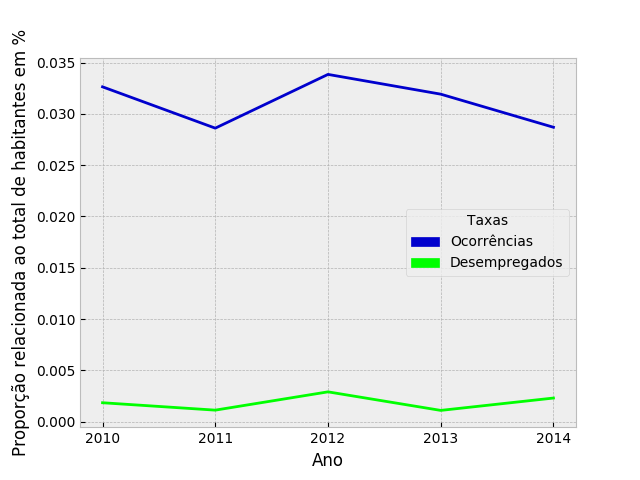 Proporção relacionada ao total de habitantes em %
0.035
0.030
0.025
0.020
0.015
0.010
0.005
0.000
Taxas
Ocorrências
Desempregados
2010 2011 2012 2013 2014
Ano